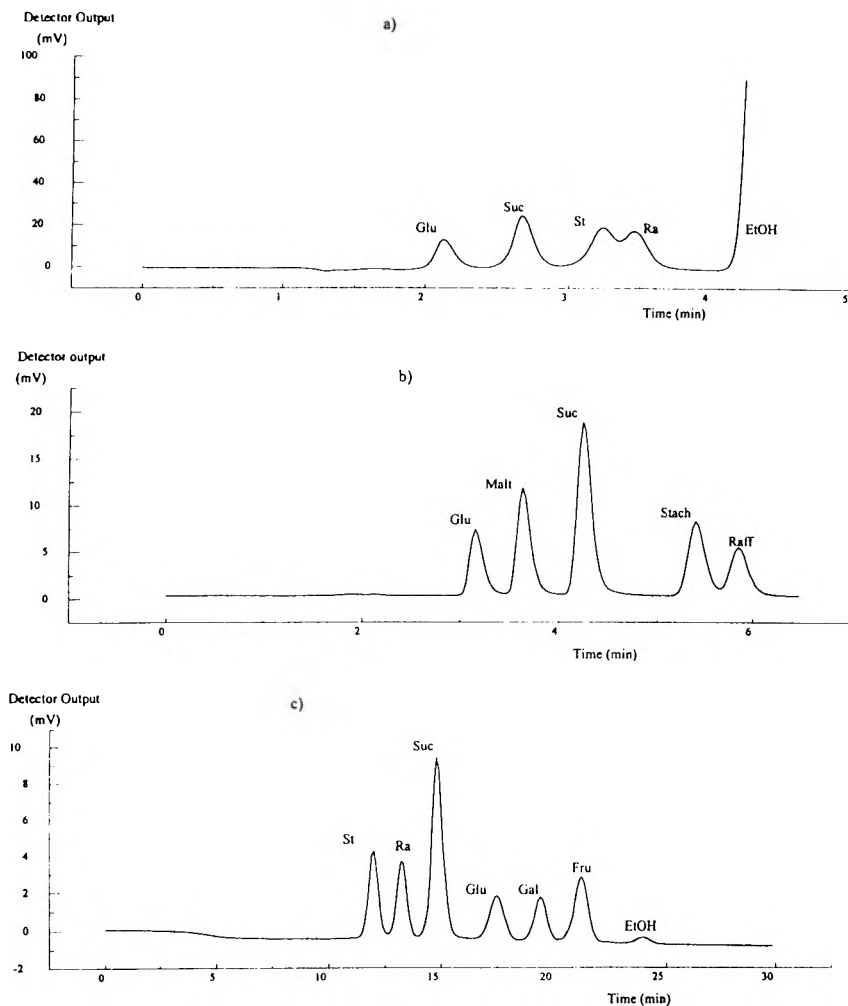 Detector Output
(mV)
a)
100
80
60
40
20
0
Glu
Suc
St
Ra
EtOH
0
2
3
4
5
Time (min)
Detector output
(mV)
b)
20
15
10
5
0
Glu
Malt
Suc
Stach
Raff
0
2
4
6
Time (min)
Detector Output
(mV)
c)
10
8
6
4
2
0
-2
St
Ra
Suc
Glu
Gal
Fru
EtOH
0
5
10
15
20
25
30
Time (min)